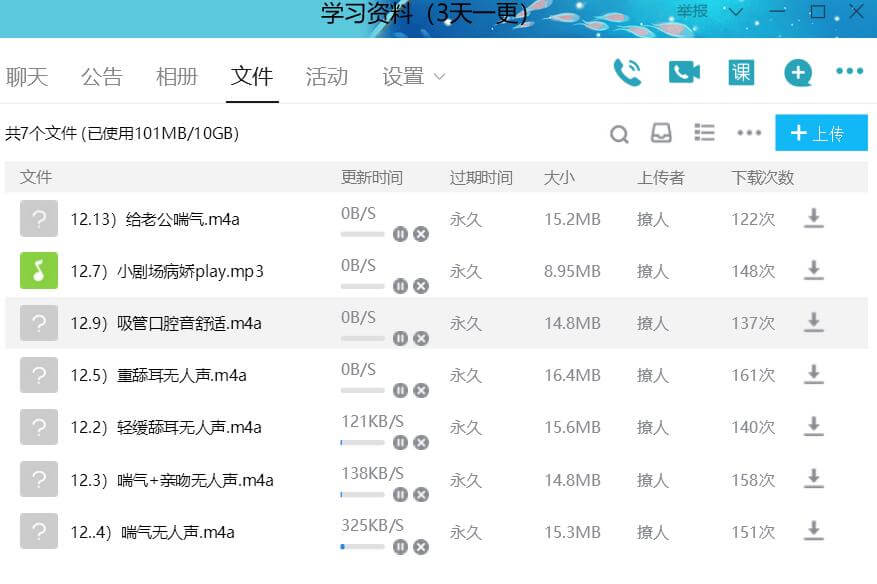 学习资料（3天一更）
举报
聊天 公告 相册 文件 活动 设置
课
共7个文件 (已使用101MB/10GB)
上传
文件 更新时间 过期时间 大小 上传者 下载次数
12.13）给老公喘气.m4a 0B/S 永久 15.2MB 撩人 122次
12.7）小剧场病娇play.mp3 0B/S 永久 8.95MB 撩人 148次
12.9）吸管口腔音舒适.m4a 0B/S 永久 14.8MB 撩人 137次
12.5）重舔耳无人声.m4a 0B/S 永久 16.4MB 撩人 161次
12.2）轻缓舔耳无人声.m4a 121KB/S 永久 15.6MB 撩人 140次
12.3）喘气+亲吻无人声.m4a 138KB/S 永久 14.8MB 撩人 158次
12..4）喘气无人声.m4a 325KB/S 永久 15.3MB 撩人 151次